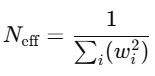 N_eff = 1 / ∑_i (w_i^2)